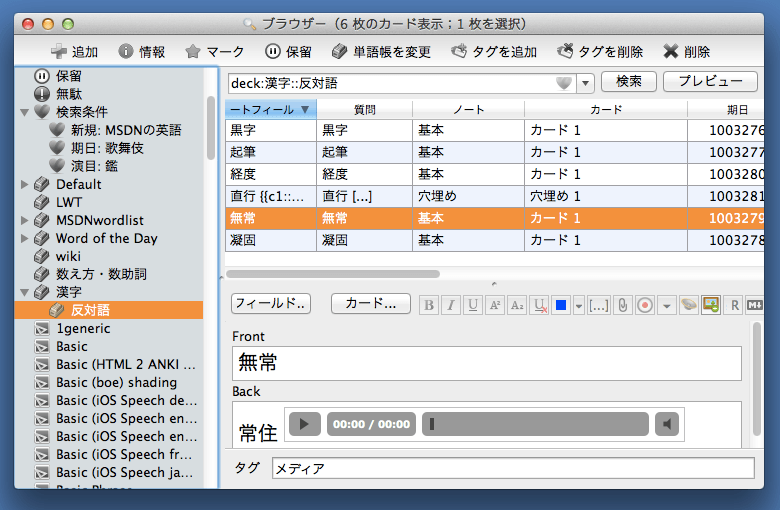 ブラウザー（6 枚のカード表示；1 枚を選択）
追加 情報 マーク 保留 単語帳を変更 タグを追加 タグを削除 削除
保留
無駄
検索条件
新規: MSDNの英語
期日: 歌舞伎
演目: 鑑
Default
LWT
MSDNwordlist
Word of the Day
wiki
数え方・数助詞
漢字
反対語
1generic
Basic
Basic (HTML 2 ANKI ...
Basic (boe) shading
Basic (iOS Speech de...
Basic (iOS Speech en...
Basic (iOS Speech en...
Basic (iOS Speech fr...
Basic (iOS Speech ja...
Basic Phrase
deck:漢字::反対語 検索 プレビュー
ートフィール ▼ 質問 ノート カード 期日
黒字 黒字 基本 カード 1 1003276
起筆 起筆 基本 カード 1 1003277
経度 経度 基本 カード 1 1003280
直行 {{c1::... 直行 [...] 穴埋め 穴埋め 1 1003281
無常 無常 基本 カード 1 1003279
凝固 凝固 基本 カード 1 1003278
フィールド.. カード... B I U A² A₂ U [...] R M
Front
無常
Back
常住 00:00 / 00:00
タグ メディア